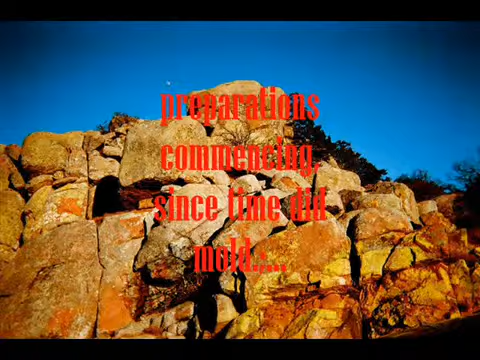 preparations
commencing,
since time did
mold.....